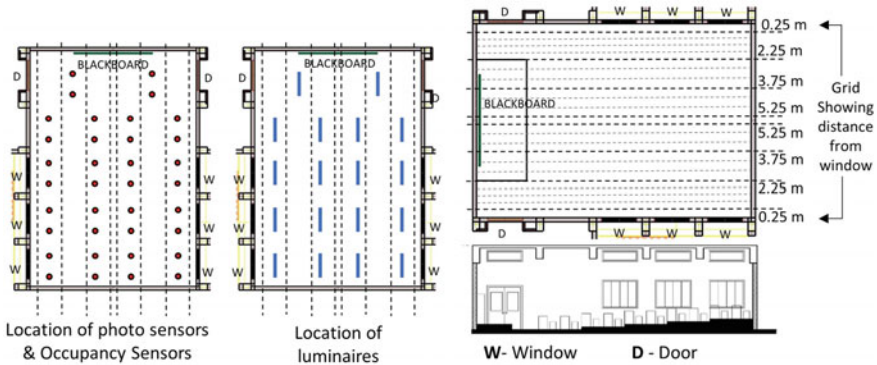 D
BLACKBOARD
D
W
W
W
W
W
W
Location of photo sensors
& Occupancy Sensors
D
BLACKBOARD
D
W
W
W
W
W
W
Location of
luminaires
D
W
W
W
BLACKBOARD
0,25 m
2.25 m
3.75 m
5,25 m
5,25 m
3.75 m
2.25 m
0.25 m
Grid
Showing
distance
from
window
D
W
W
W
W- Window
D - Door